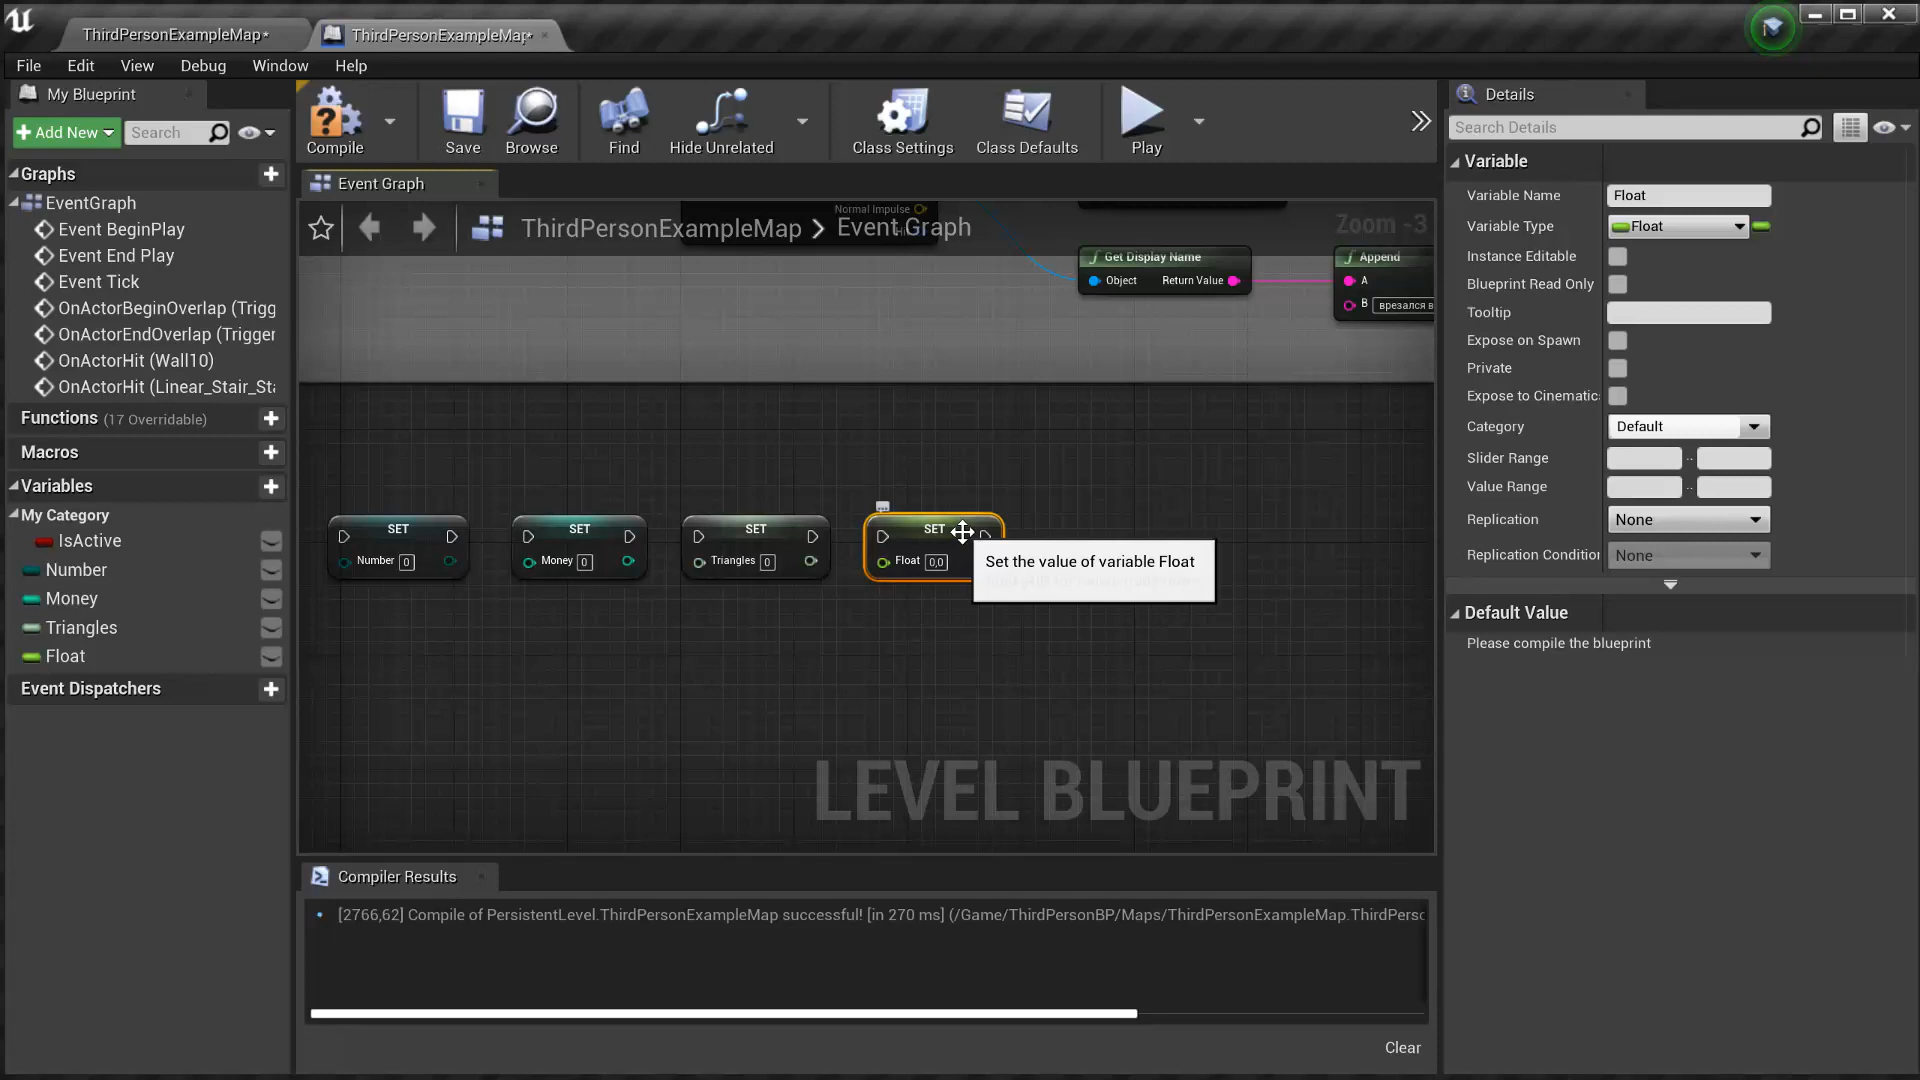 ThirdPersonExampleMap*
ThirdPersonExampleMap*
File Edit View Debug Window Help
My Blueprint
Add New
Search
Graphs
EventGraph
Event BeginPlay
Event End Play
Event Tick
OnActorBeginOverlap (Trigg
OnActorEndOverlap (Trigger
OnActorHit (Wall10)
OnActorHit (Linear_Stair_Sta
Functions (17 Overridable)
Macros
Variables
My Category
IsActive
Number
Money
Triangles
Float
Event Dispatchers
Compile
Save
Browse
Find
Hide Unrelated
Class Settings
Class Defaults
Play
Event Graph
ThirdPersonExampleMap > Event Graph
Zoom -3
Normal Impulse
Get Display Name
Object Return Value
Append
A
B врезался в
SET
Number 0
SET
Money 0
SET
Triangles 0
SET
Float 0,0
Set the value of variable Float
LEVEL BLUEPRINT
Compiler Results
[2766,62] Compile of PersistentLevel.ThirdPersonExampleMap successful! [in 270 ms] (/Game/ThirdPersonBP/Maps/ThirdPersonExampleMap.ThirdPerso
Clear
Details
Search Details
Variable
Variable Name Float
Variable Type Float
Instance Editable
Blueprint Read Only
Tooltip
Expose on Spawn
Private
Expose to Cinematic
Category Default
Slider Range
Value Range
Replication None
Replication Condition None
Default Value
Please compile the blueprint